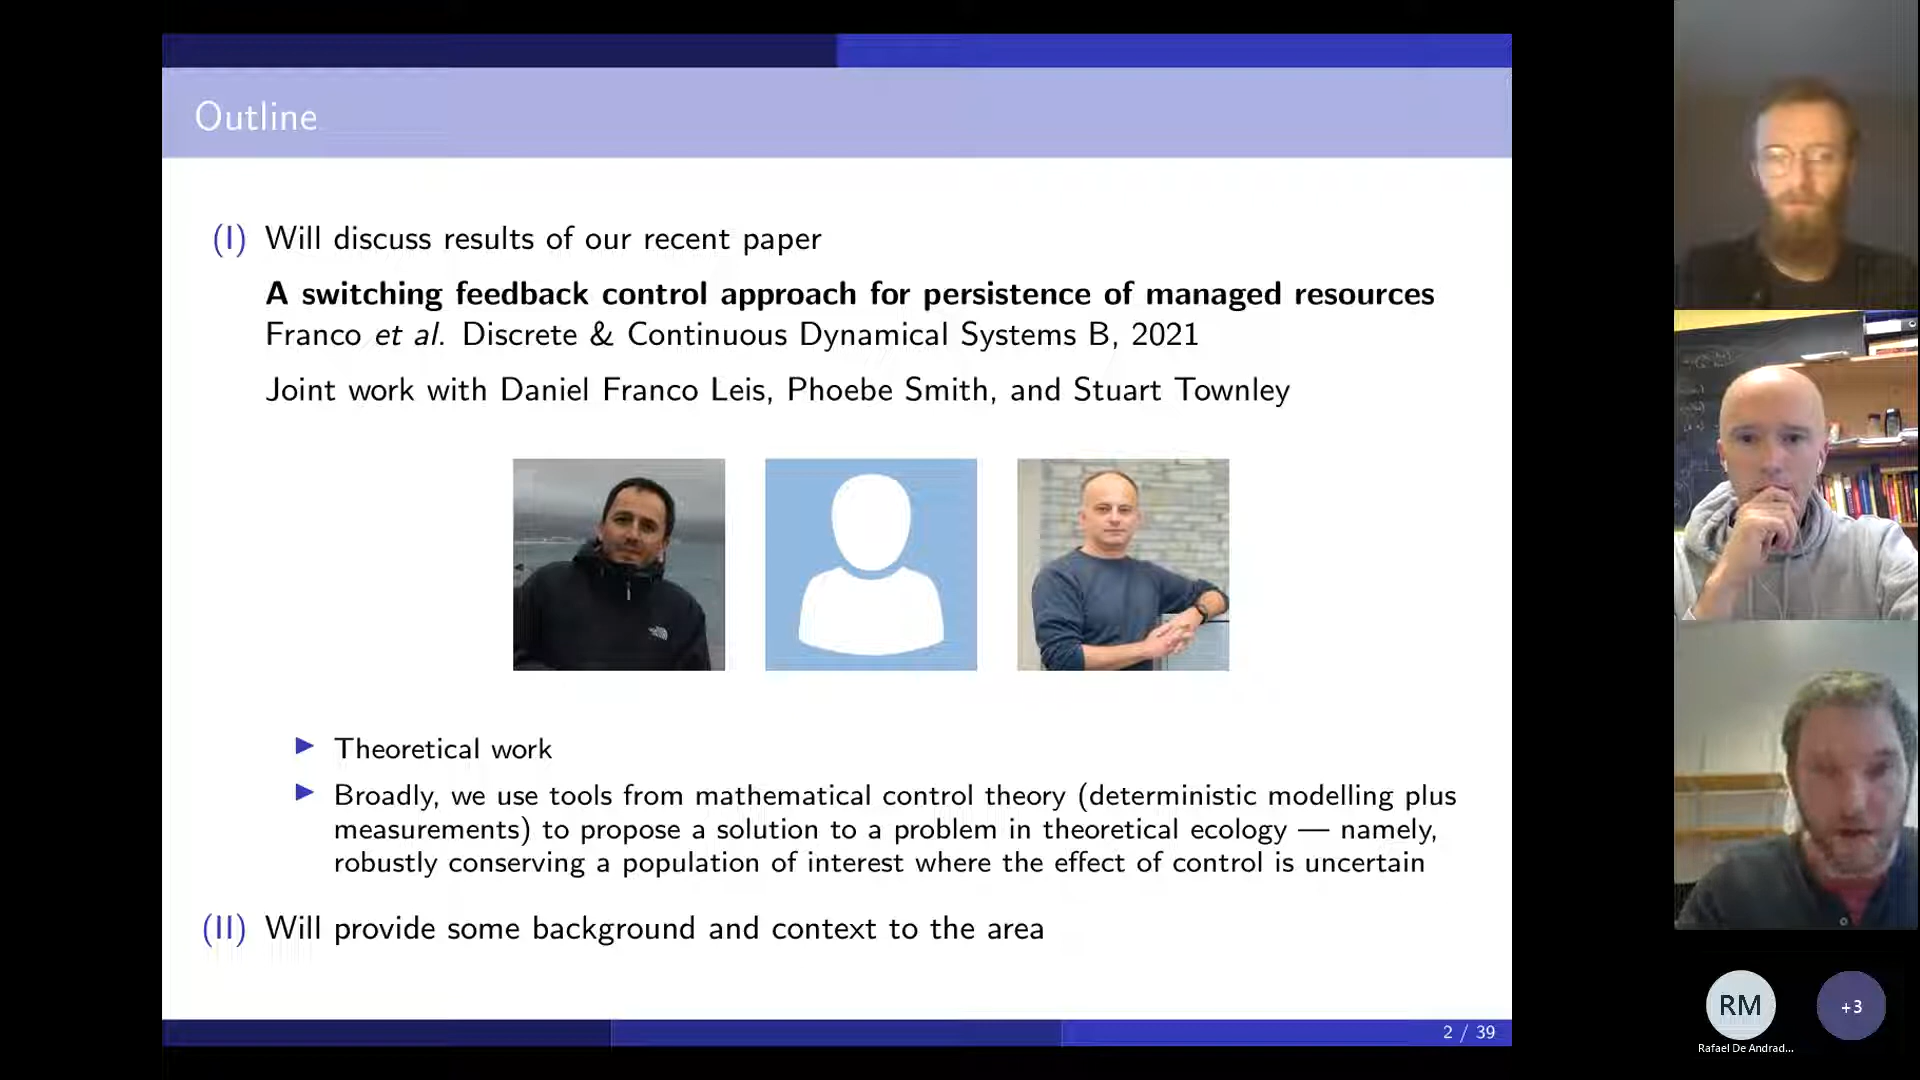 Outline
(I) Will discuss results of our recent paper
A switching feedback control approach for persistence of managed resources
Franco et al. Discrete & Continuous Dynamical Systems B, 2021
Joint work with Daniel Franco Leis, Phoebe Smith, and Stuart Townley
▶ Theoretical work
▶ Broadly, we use tools from mathematical control theory (deterministic modelling plus
measurements) to propose a solution to a problem in theoretical ecology — namely,
robustly conserving a population of interest where the effect of control is uncertain
(II) Will provide some background and context to the area
2 / 39
RM
+3
Rafael De Andrad...